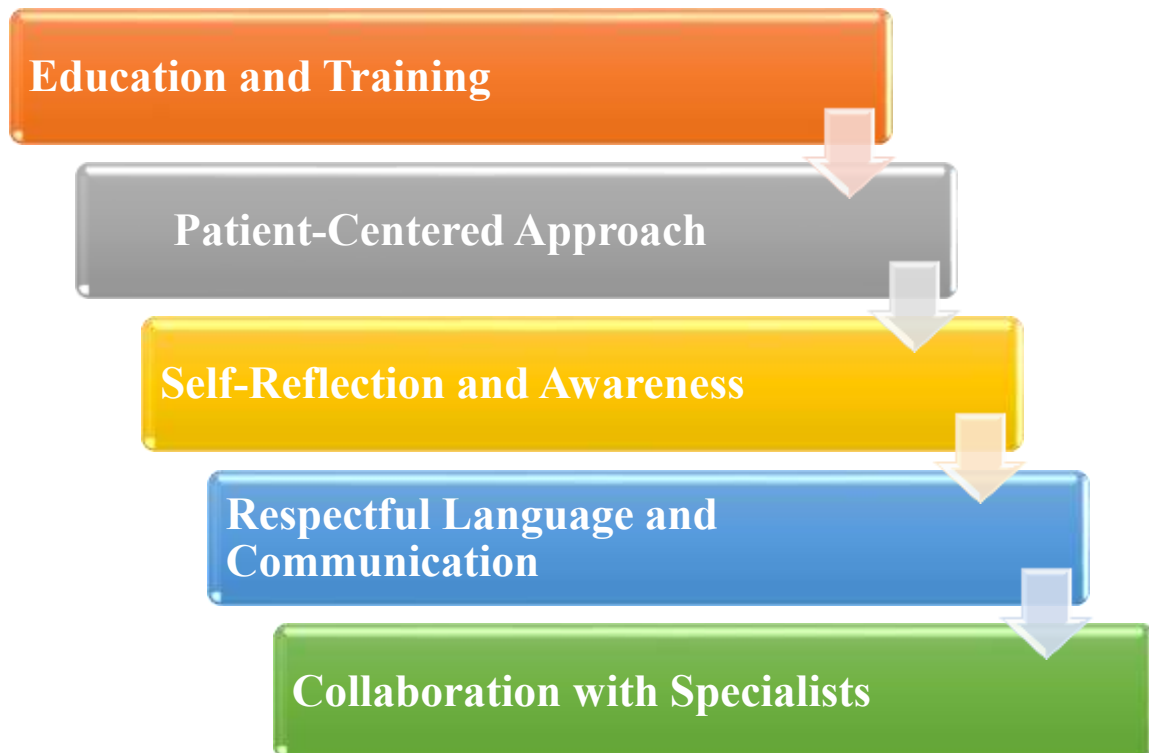 Education and Training
Patient-Centered Approach
Self-Reflection and Awareness
Respectful Language and
Communication
Collaboration with Specialists